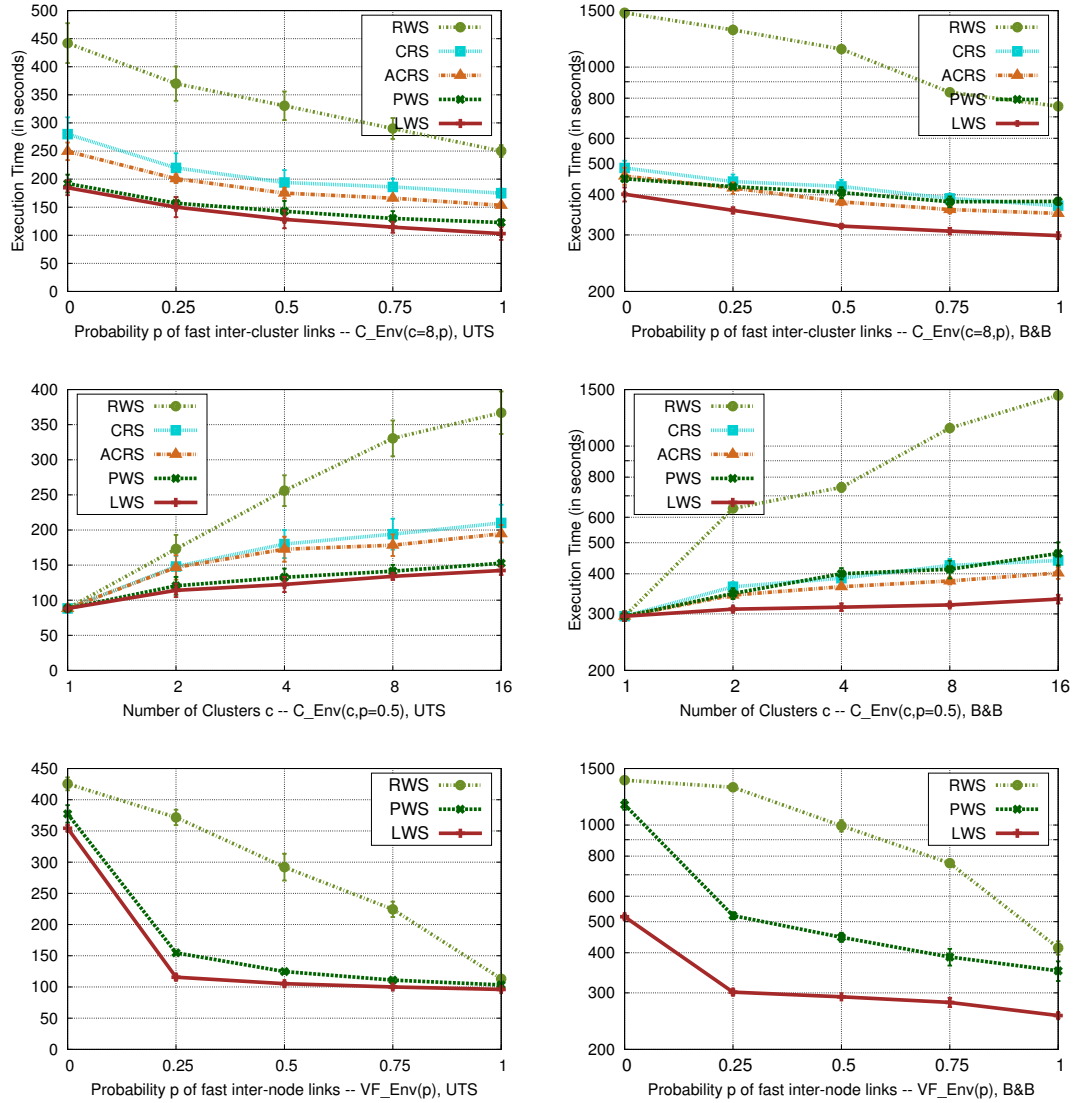 500
450
400
350
300
250
200
150
100
50
0
Execution Time (in seconds)
RWS
CRS
ACRS
PWS
LWS
0
0.25
0.5
0.75
1
Probability p of fast inter-cluster links -- C_Env(c=8,p), UTS
1500
1000
800
600
500
400
300
200
Execution Time (in seconds)
RWS
CRS
ACRS
PWS
LWS
0
0.25
0.5
0.75
1
Probability p of fast inter-cluster links -- C_Env(c=8,p), B&B
400
350
300
250
200
150
100
50
0
RWS
CRS
ACRS
PWS
LWS
1
2
4
8
16
Number of Clusters c -- C_Env(c,p=0.5), UTS
1500
1000
800
600
500
400
300
200
Execution Time (in seconds)
RWS
CRS
ACRS
PWS
LWS
1
2
4
8
16
Number of Clusters c -- C_Env(c,p=0.5), B&B
450
400
350
300
250
200
150
100
50
0
RWS
PWS
LWS
0
0.25
0.5
0.75
1
Probability p of fast inter-node links -- VF_Env(p), UTS
1500
1000
800
600
500
400
300
200
RWS
PWS
LWS
0
0.25
0.5
0.75
1
Probability p of fast inter-node links -- VF_Env(p), B&B